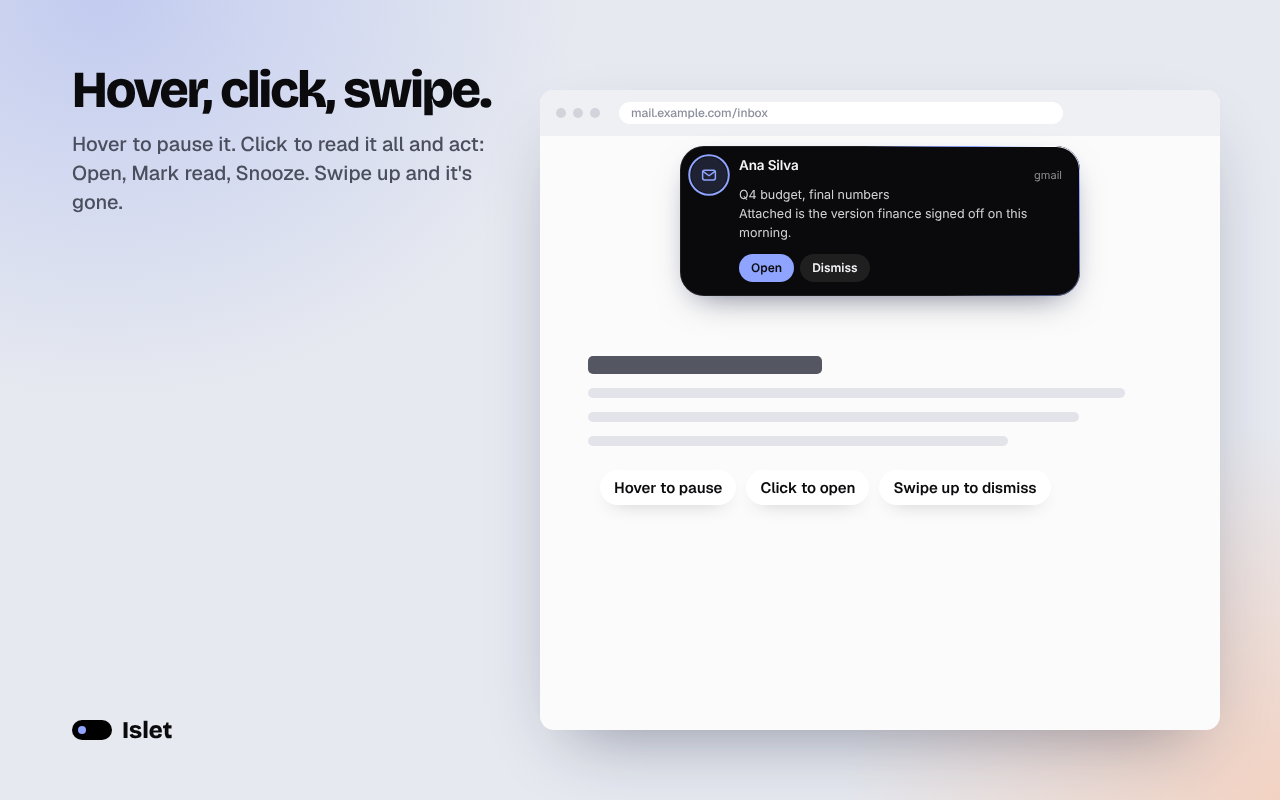 Hover, click, swipe.
Hover to pause it. Click to read it all and act:
Open, Mark read, Snooze. Swipe up and it's
gone.
mail.example.com/inbox
Ana Silva
gmail
Q4 budget, final numbers
Attached is the version finance signed off on this
morning.
Open
Dismiss
Hover to pause
Click to open
Swipe up to dismiss
Islet